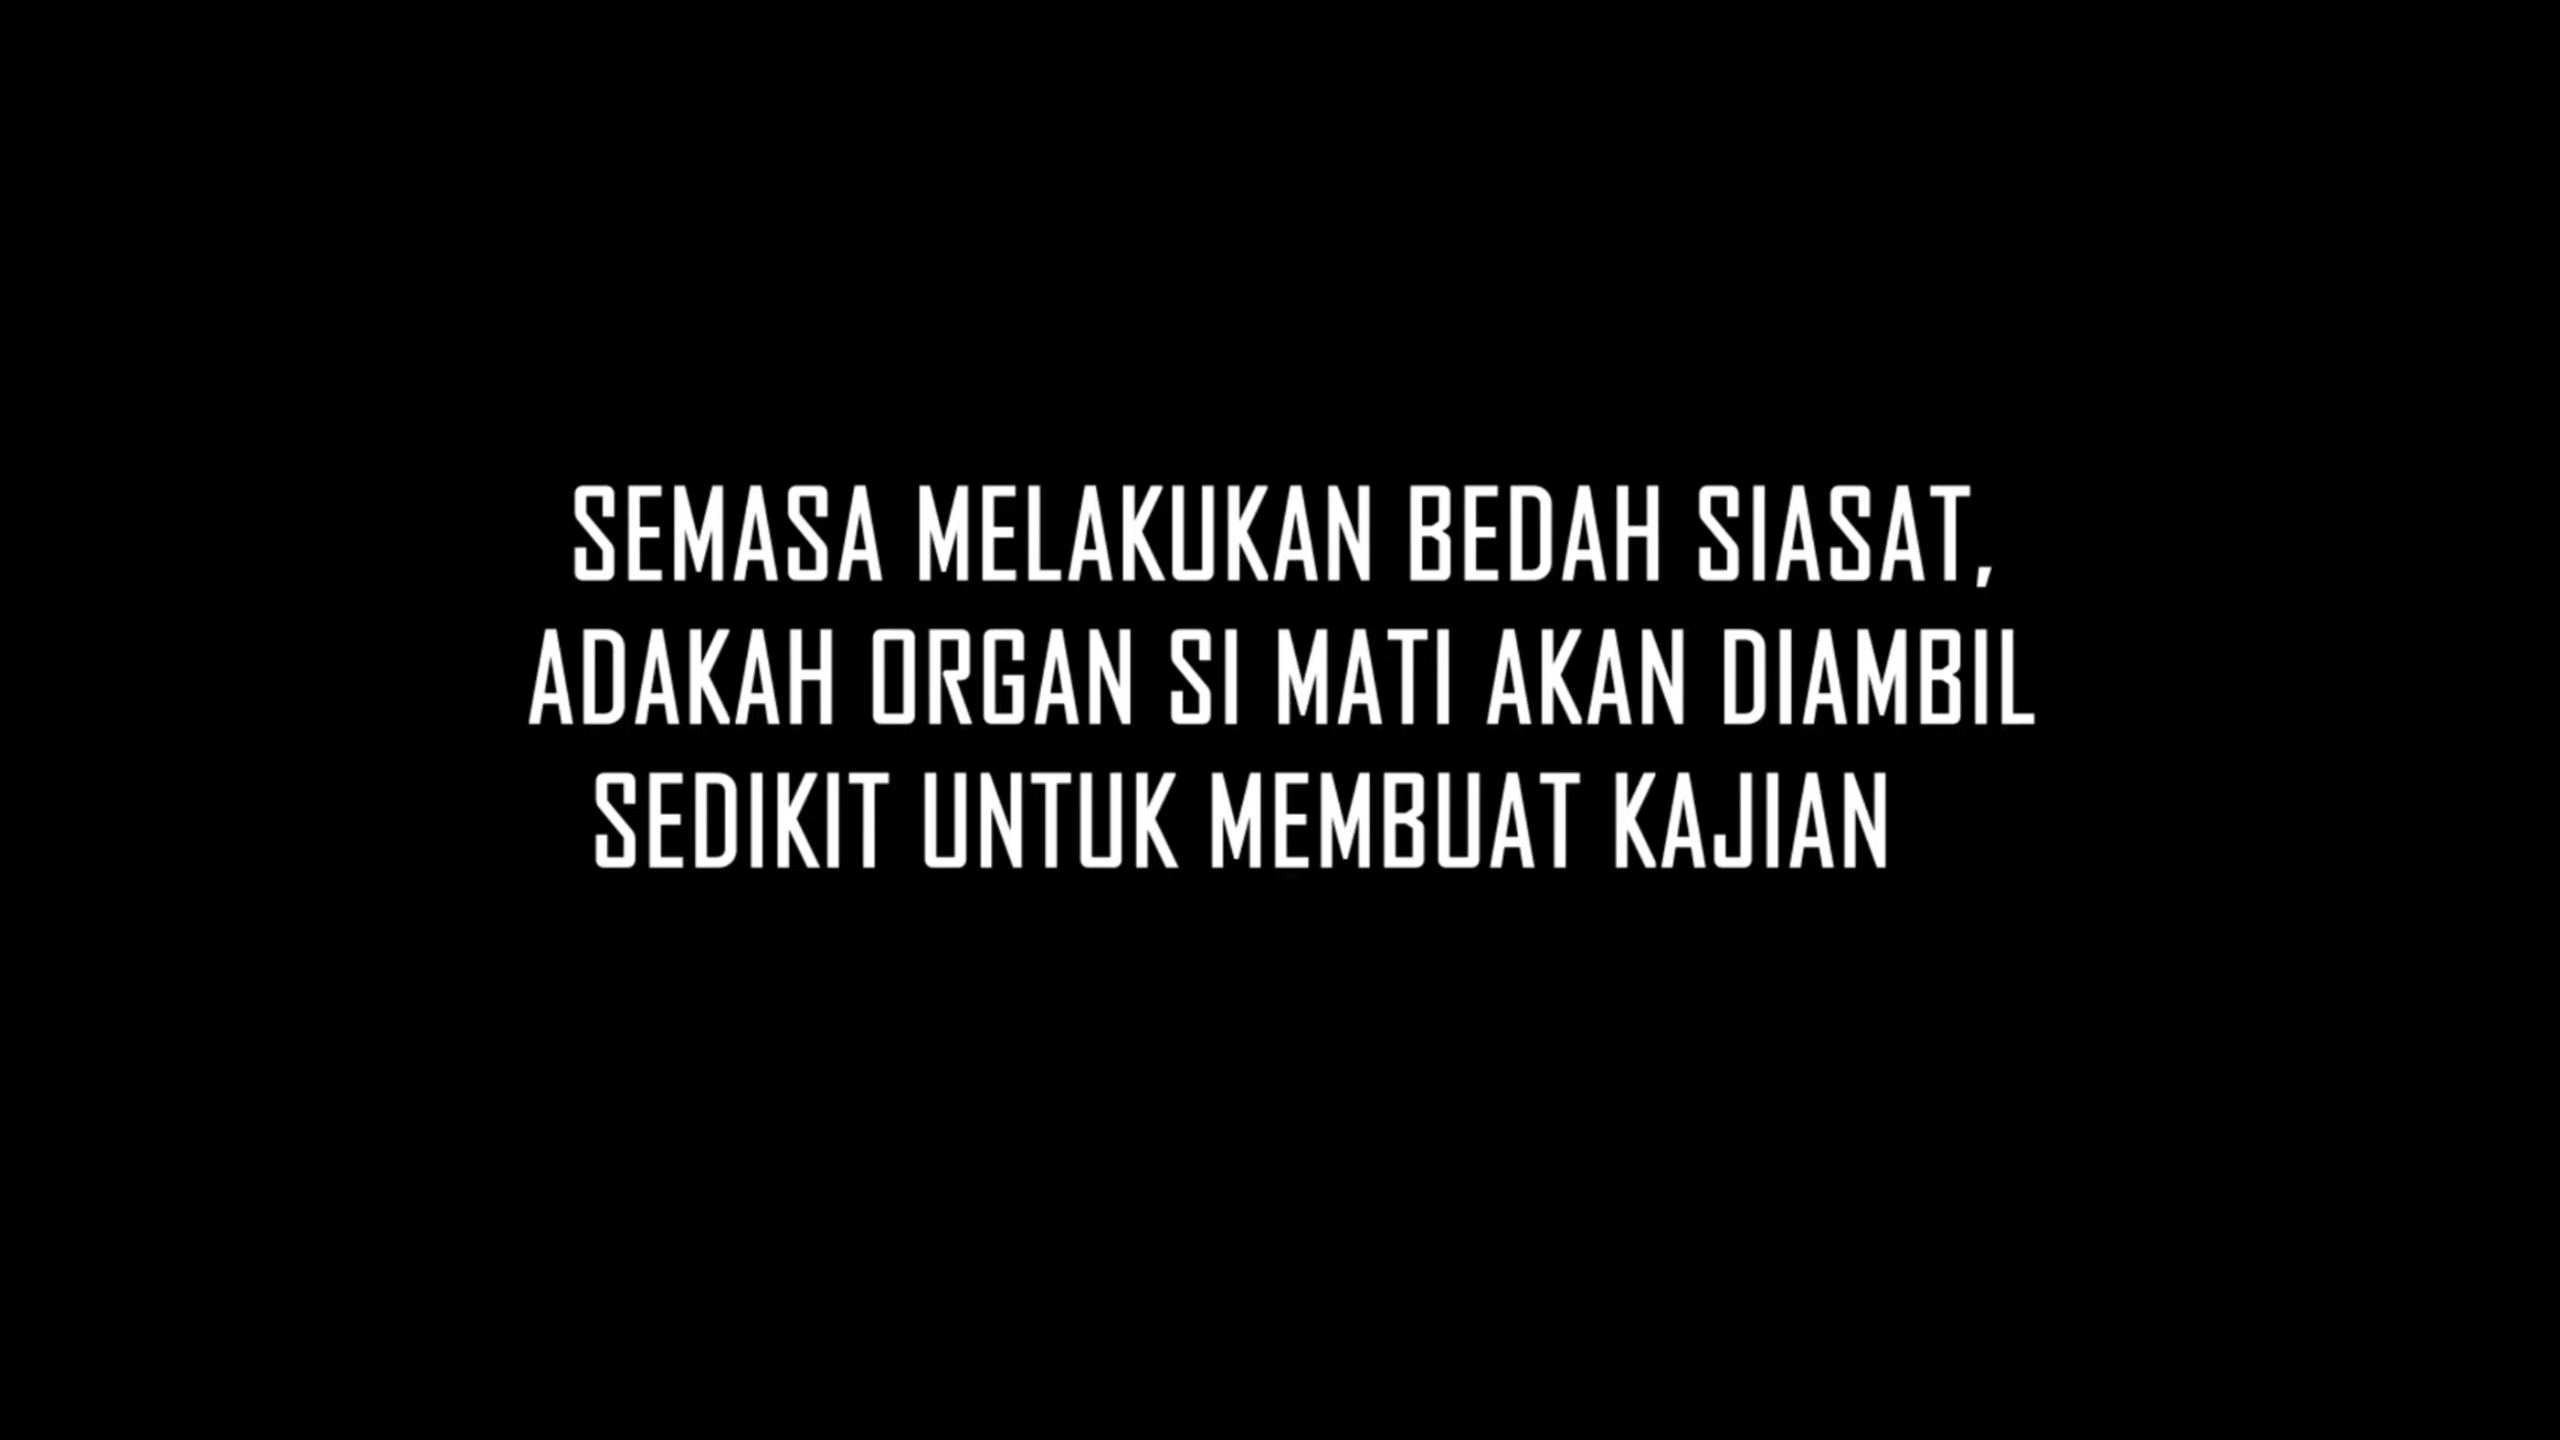 SEMASA MELAKUKAN BEDAH SIASAT,
ADAKAH ORGAN SI MATI AKAN DIAMBIL
SEDIKIT UNTUK MEMBUAT KAJIAN